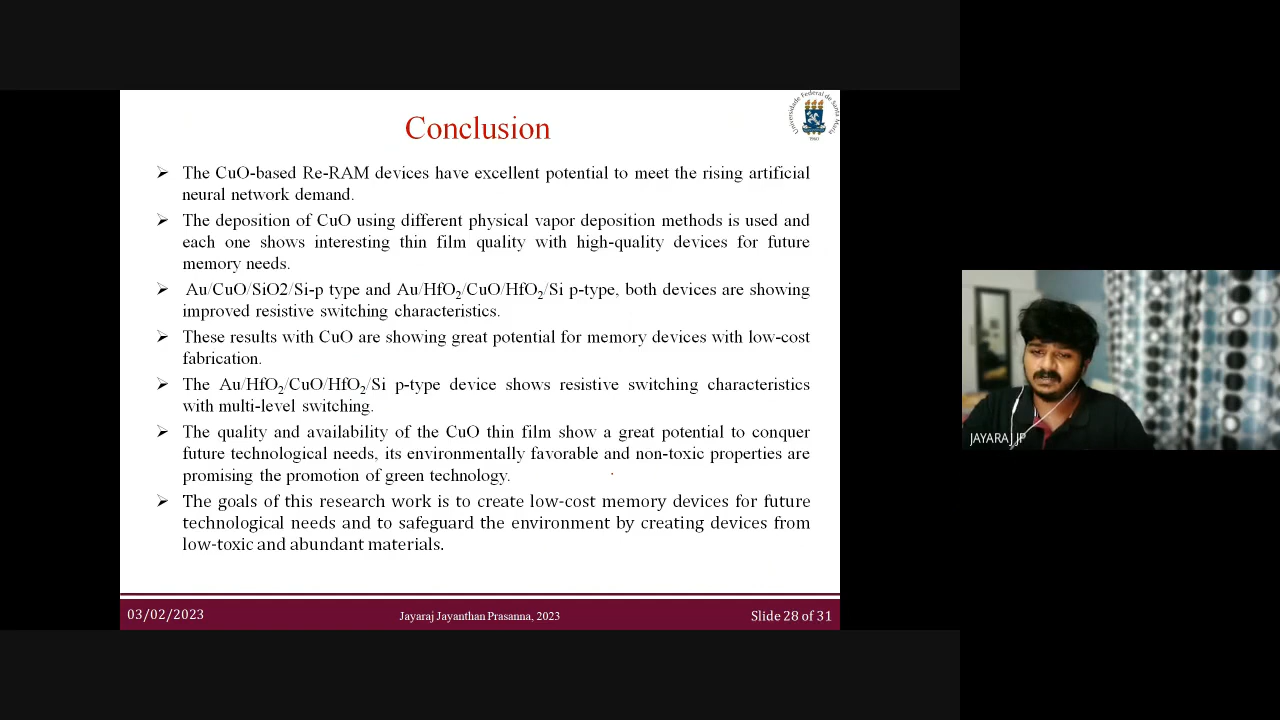 Conclusion
Universidade Federal de Santa Maria
1960
➢ The CuO-based Re-RAM devices have excellent potential to meet the rising artificial
neural network demand.
➢ The deposition of CuO using different physical vapor deposition methods is used and
each one shows interesting thin film quality with high-quality devices for future
memory needs.
➢ Au/CuO/SiO2/Si-p type and Au/HfO₂/CuO/HfO₂/Si p-type, both devices are showing
improved resistive switching characteristics.
➢ These results with CuO are showing great potential for memory devices with low-cost
fabrication.
➢ The Au/HfO₂/CuO/HfO₂/Si p-type device shows resistive switching characteristics
with multi-level switching.
➢ The quality and availability of the CuO thin film show a great potential to conquer
future technological needs, its environmentally favorable and non-toxic properties are
promising the promotion of green technology.
➢ The goals of this research work is to create low-cost memory devices for future
technological needs and to safeguard the environment by creating devices from
low-toxic and abundant materials.
03/02/2023
Jayaraj Jayanthan Prasanna, 2023
Slide 28 of 31
JAYARAJ JP